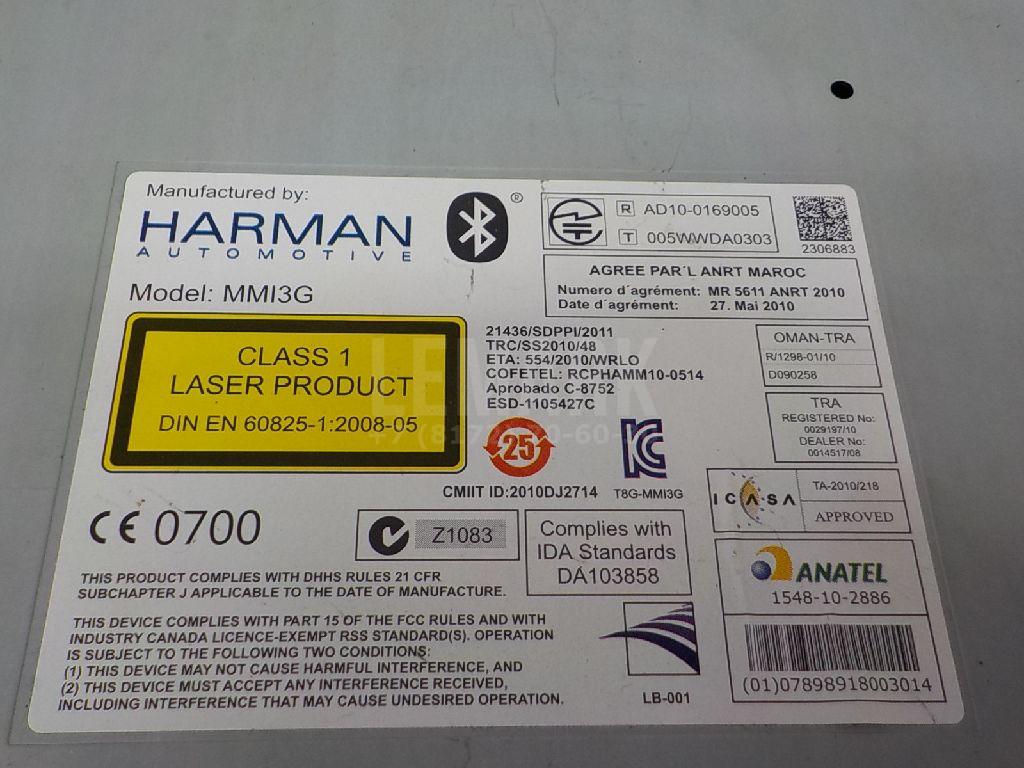 Manufactured by:
HARMAN
AUTOMOTIVE
Model: MMI3G
®
R AD10-0169005
T 005WWDA0303
2306883
AGREE PAR´L ANRT MAROC
Numero d´agrément: MR 5611 ANRT 2010
Date d´agrément: 27. Mai 2010
CLASS 1
LASER PRODUCT
DIN EN 60825-1:2008-05
21436/SDPPI/2011
TRC/SS2010/48
ETA: 554/2010/WRLO
COFETEL: RCPHAMM10-0514
Aprobado C-8752
ESD-1105427C
OMAN-TRA
R/1298-01/10
D090258
TRA
REGISTERED No:
0029197/10
DEALER No:
0014517/08
25
KC
CMIIT ID:2010DJ2714
T8G-MMI3G
ICASA
TA-2010/218
APPROVED
CE 0700
Z1083
Complies with
IDA Standards
DA103858
ANATEL
1548-10-2886
(01)07898918003014
THIS PRODUCT COMPLIES WITH DHHS RULES 21 CFR
SUBCHAPTER J APPLICABLE TO THE DATE OF MANUFACTURE.
THIS DEVICE COMPLIES WITH PART 15 OF THE FCC RULES AND WITH
INDUSTRY CANADA LICENCE-EXEMPT RSS STANDARD(S). OPERATION
IS SUBJECT TO THE FOLLOWING TWO CONDITIONS:
(1) THIS DEVICE MAY NOT CAUSE HARMFUL INTERFERENCE, AND
(2) THIS DEVICE MUST ACCEPT ANY INTERFERENCE RECEIVED,
INCLUDING INTERFERENCE THAT MAY CAUSE UNDESIRED OPERATION.
LB-001